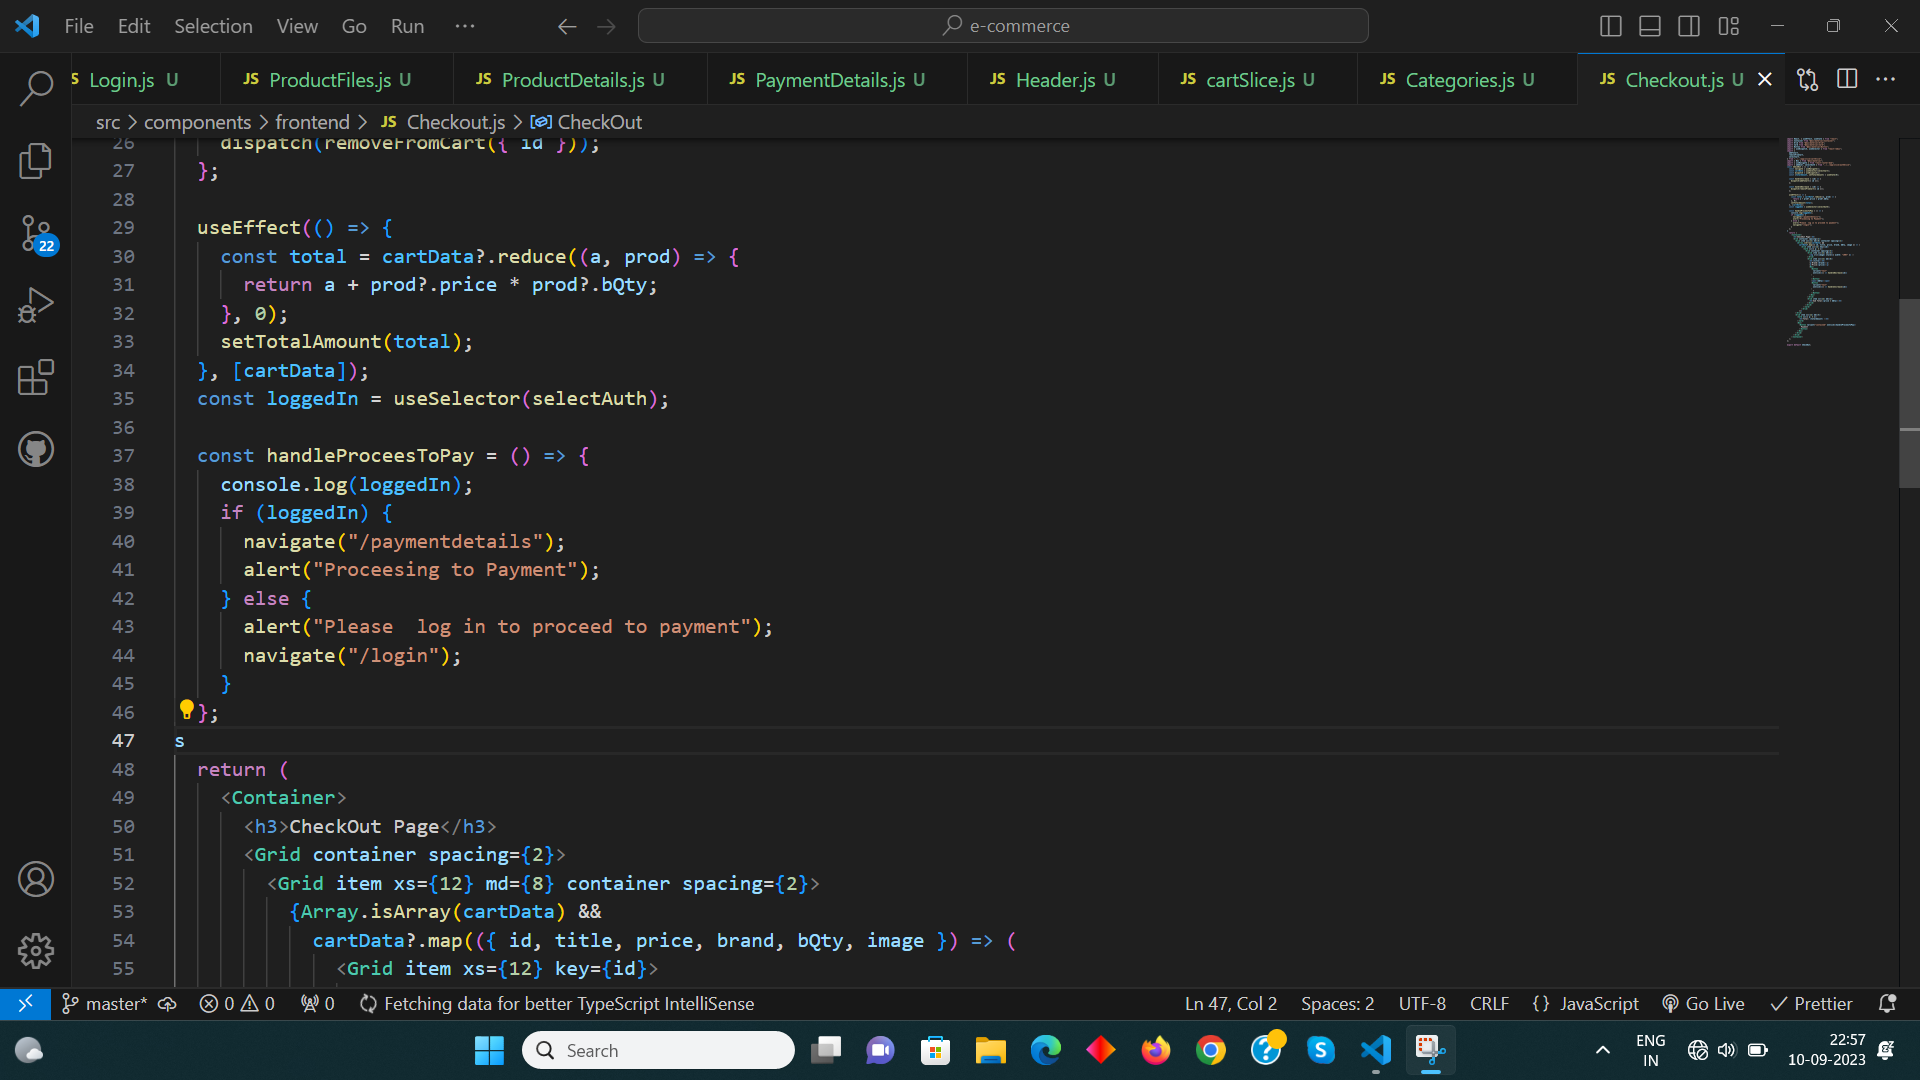 File Edit Selection View Go Run ··· e-commerce
JS Login.js U JS ProductFiles.js U JS ProductDetails.js U JS PaymentDetails.js U JS Header.js U JS cartSlice.js U JS Categories.js U JS Checkout.js U
src > components > frontend > JS Checkout.js > CheckOut
26 dispatch(removeFromCart({ id }));
27 };
28
29 useEffect(() => {
30 const total = cartData?.reduce((a, prod) => {
31 return a + prod?.price * prod?.bQty;
32 }, 0);
33 setTotalAmount(total);
34 }, [cartData]);
35 const loggedIn = useSelector(selectAuth);
36
37 const handleProceesToPay = () => {
38 console.log(loggedIn);
39 if (loggedIn) {
40 navigate("/paymentdetails");
41 alert("Proceesing to Payment");
42 } else {
43 alert("Please  log in to proceed to payment");
44 navigate("/login");
45 }
46 };
47 s
48 return (
49 <Container>
50 <h3>CheckOut Page</h3>
51 <Grid container spacing={2}>
52 <Grid item xs={12} md={8} container spacing={2}>
53 {Array.isArray(cartData) &&
54 cartData?.map(({ id, title, price, brand, bQty, image }) => (
55 <Grid item xs={12} key={id}>
22
master* 0 0 0 Fetching data for better TypeScript IntelliSense Ln 47, Col 2 Spaces: 2 UTF-8 CRLF {} JavaScript Go Live Prettier
Search ENG IN 22:57 10-09-2023